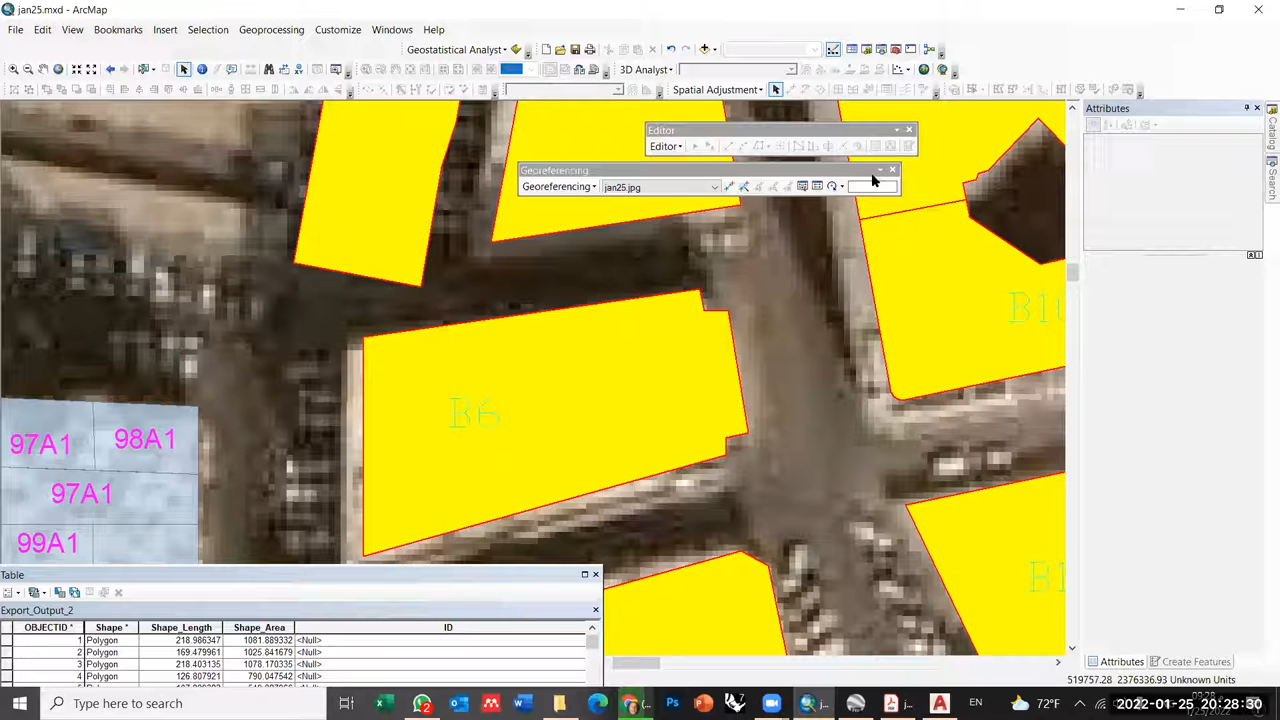 jan25.mxd - ArcMap
File Edit View Bookmarks Insert Selection Geoprocessing Customize Windows Help
Geostatistical Analyst
3D Analyst
Spatial Adjustment
Editor
Editor
Georeferencing
Georeferencing jan25.jpg
Attributes
Catalog
Search
B6
B1
97A1 98A1
97A1
99A1
Table
Export_Output_2
OBJECTID * Shape * Shape_Length Shape_Area ID
1 Polygon 218.986347 1081.889332 <Null>
2 Polygon 169.479961 1025.841679 <Null>
3 Polygon 218.403135 1078.170335 <Null>
4 Polygon 126.807921 790.047542 <Null>
Attributes Create Features
519757.28 2376336.93 Unknown Units
Type here to search
2
72°F
EN
2022-01-25 20:28:30